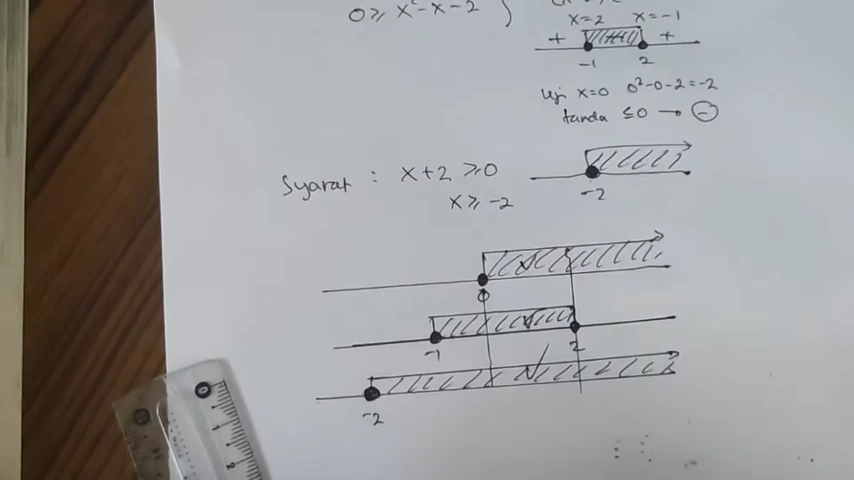 0 ≥ x²-x-2
x=2 x=-1
+ +
-1 2
Uji x=0 0²-0-2=-2
tanda ≤0 → -
Syarat : x+2 ≥0
x ≥ -2
-2
0
-1 2
-2